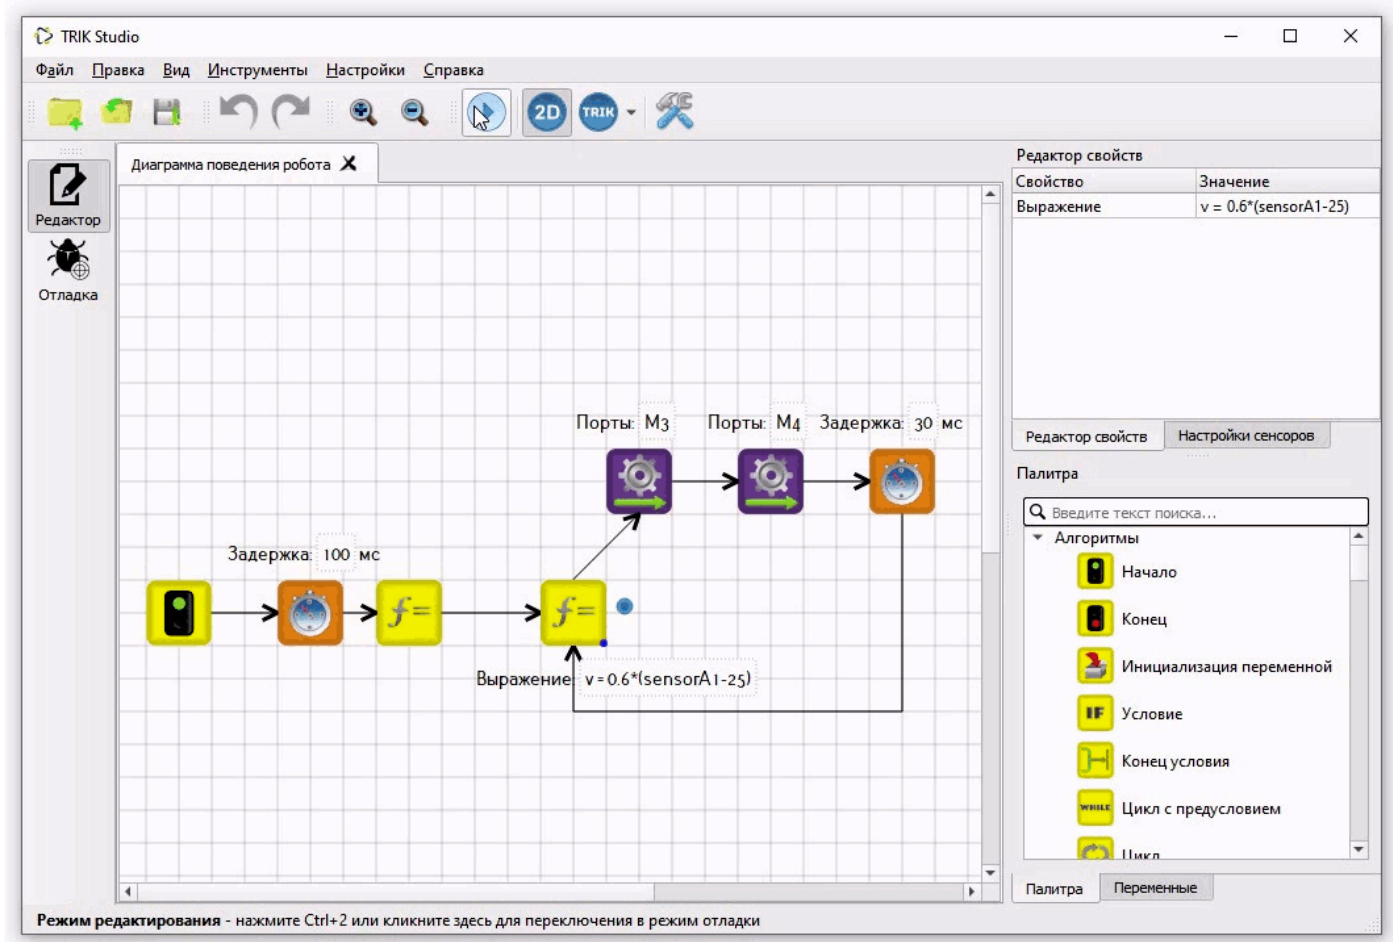 TRIK Studio
Файл Правка Вид Инструменты Настройки Справка
2D TRIK
Редактор
Отладка
Диаграмма поведения робота
Порты: M3 Порты: M4 Задержка: 30 мс
Задержка: 100 мс
f= f=
Выражение: v = 0.6*(sensorA1-25)
Редактор свойств
Свойство Значение
Выражение v = 0.6*(sensorA1-25)
Редактор свойств Настройки сенсоров
Палитра
Введите текст поиска...
Алгоритмы
Начало
Конец
Инициализация переменной
IF Условие
Конец условия
WHILE Цикл с предусловием
Цикл
Палитра Переменные
Режим редактирования - нажмите Ctrl+2 или кликните здесь для переключения в режим отладки